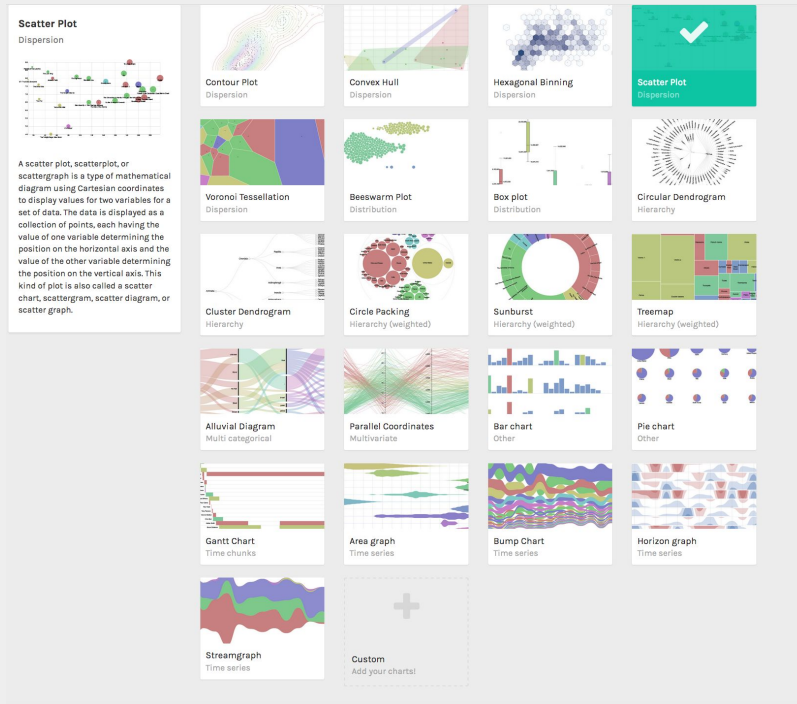 Scatter Plot
Dispersion
A scatter plot, scatterplot, or
scattergraph is a type of mathematical
diagram using Cartesian coordinates
to display values for two variables for a
set of data. The data is displayed as a
collection of points, each having the
value of one variable determining the
position on the horizontal axis and the
value of the other variable determining
the position on the vertical axis. This
kind of plot is also called a scatter
chart, scattergram, scatter diagram, or
scatter graph.
Contour Plot
Dispersion
Convex Hull
Dispersion
Hexagonal Binning
Dispersion
Scatter Plot
Dispersion
Voronoi Tessellation
Dispersion
Beeswarm Plot
Distribution
Box plot
Distribution
Circular Dendrogram
Hierarchy
Cluster Dendrogram
Hierarchy
Circle Packing
Hierarchy (weighted)
Sunburst
Hierarchy (weighted)
Treemap
Hierarchy (weighted)
Alluvial Diagram
Multi categorical
Parallel Coordinates
Multivariate
Bar chart
Other
Pie chart
Other
Gantt Chart
Time chunks
Area graph
Time series
Bump Chart
Time series
Horizon graph
Time series
Streamgraph
Time series
Custom
Add your charts!